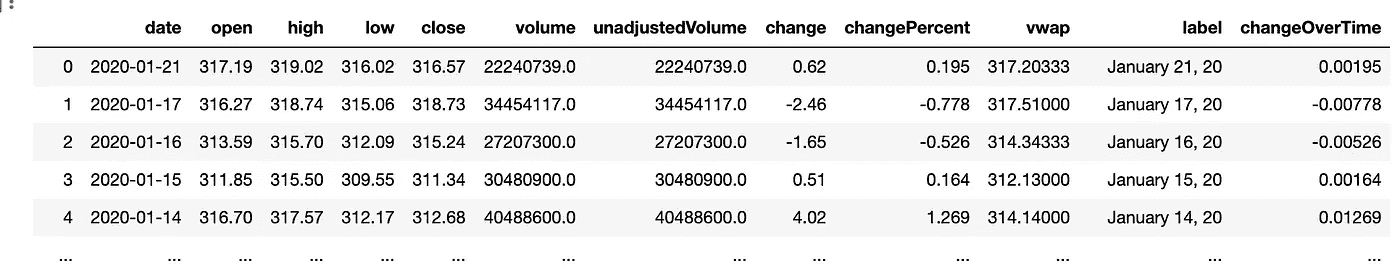 date open high low close volume unadjustedVolume change changePercent vwap label changeOverTime
0 2020-01-21 317.19 319.02 316.02 316.57 22240739.0 22240739.0 0.62 0.195 317.20333 January 21, 20 0.00195
1 2020-01-17 316.27 318.74 315.06 318.73 34454117.0 34454117.0 -2.46 -0.778 317.51000 January 17, 20 -0.00778
2 2020-01-16 313.59 315.70 312.09 315.24 27207300.0 27207300.0 -1.65 -0.526 314.34333 January 16, 20 -0.00526
3 2020-01-15 311.85 315.50 309.55 311.34 30480900.0 30480900.0 0.51 0.164 312.13000 January 15, 20 0.00164
4 2020-01-14 316.70 317.57 312.17 312.68 40488600.0 40488600.0 4.02 1.269 314.14000 January 14, 20 0.01269
... ... ... ... ... ... ... ... ... ... ... ... ...